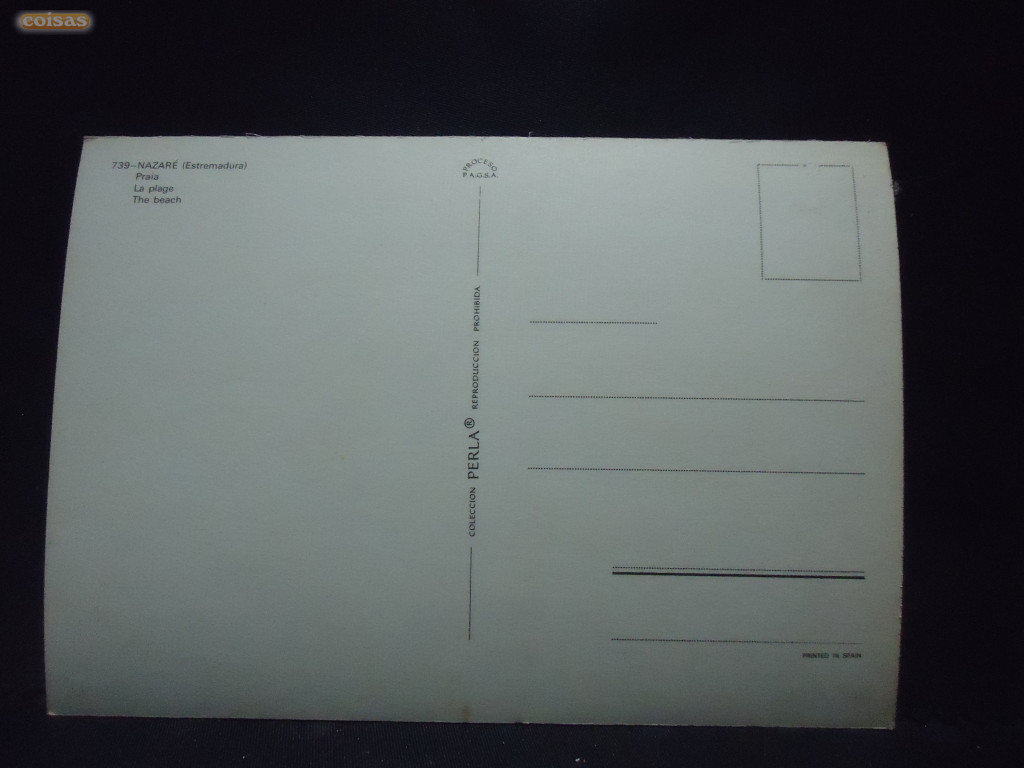 coisas
739-NAZARÉ (Estremadura)
Praia
La plage
The beach
PROCESO
P.A.G.S.A.
COLECCION PERLA® REPRODUCCION PROHIBIDA
PRINTED IN SPAIN